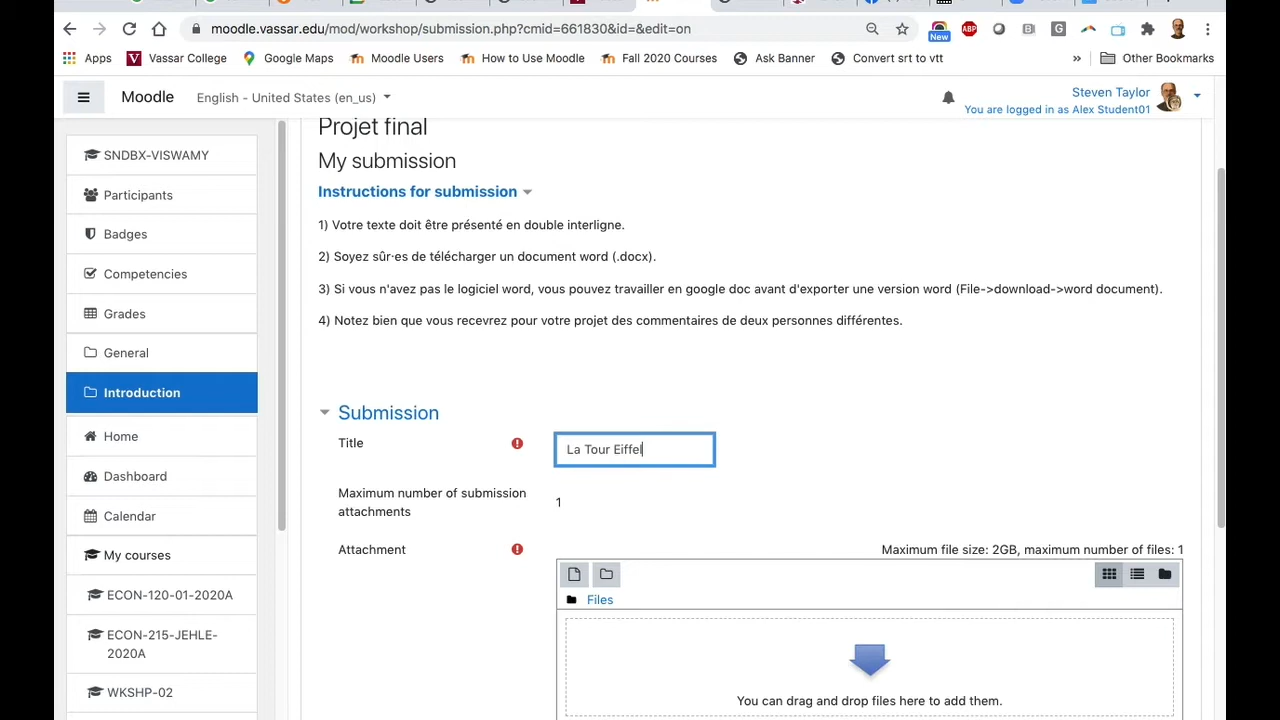 moodle.vassar.edu/mod/workshop/submission.php?cmid=661830&id=&edit=on
New
ABP
B
G
Apps
Vassar College
Google Maps
Moodle Users
How to Use Moodle
Fall 2020 Courses
Ask Banner
Convert srt to vtt
»
Other Bookmarks
Moodle
English - United States (en_us)
Steven Taylor
You are logged in as Alex Student01
SNDBX-VISWAMY
Participants
Badges
Competencies
Grades
General
Introduction
Home
Dashboard
Calendar
My courses
ECON-120-01-2020A
ECON-215-JEHLE-
2020A
WKSHP-02
Projet final
My submission
Instructions for submission
1) Votre texte doit être présenté en double interligne.
2) Soyez sûr·es de télécharger un document word (.docx).
3) Si vous n'avez pas le logiciel word, vous pouvez travailler en google doc avant d'exporter une version word (File->download->word document).
4) Notez bien que vous recevrez pour votre projet des commentaires de deux personnes différentes.
Submission
Title
La Tour Eiffel
Maximum number of submission
attachments
1
Attachment
Maximum file size: 2GB, maximum number of files: 1
Files
You can drag and drop files here to add them.